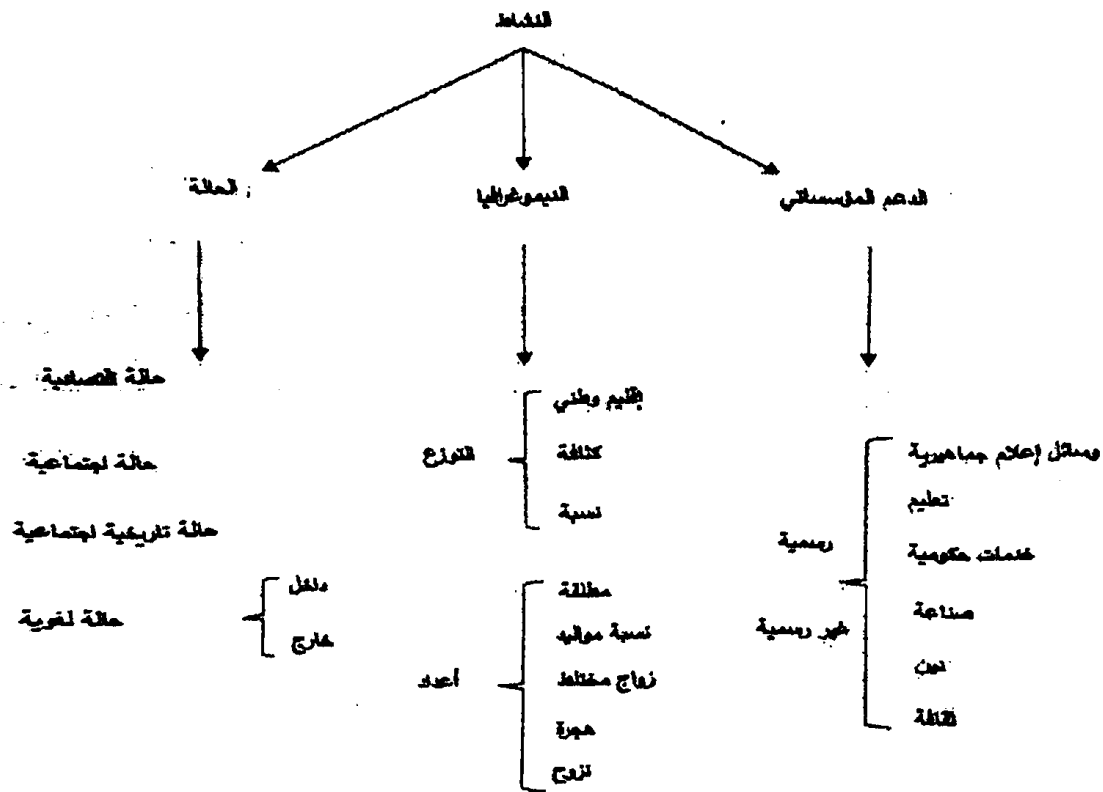 النشاط
الحالة
الديموغرافيا
الدعم المؤسساتي
حالة اقتصادية
حالة اجتماعية
حالة تاريخية اجتماعية
حالة لغوية
داخل
خارج
التوزع
إقليم وطني
كثافة
نسبة
أعداد
مطلقة
نسبة مواليد
زواج مختلط
هجرة
نزوح
رسمية
غير رسمية
وسائل إعلام جماهيرية
تعليم
خدمات حكومية
صناعة
دين
ثقافة